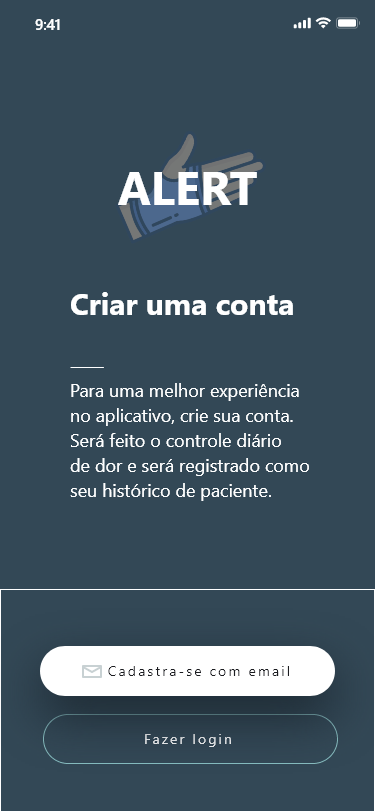 9:41
ALERT
Criar uma conta
Para uma melhor experiência
no aplicativo, crie sua conta.
Será feito o controle diário
de dor e será registrado como
seu histórico de paciente.
Cadastra-se com email
Fazer login